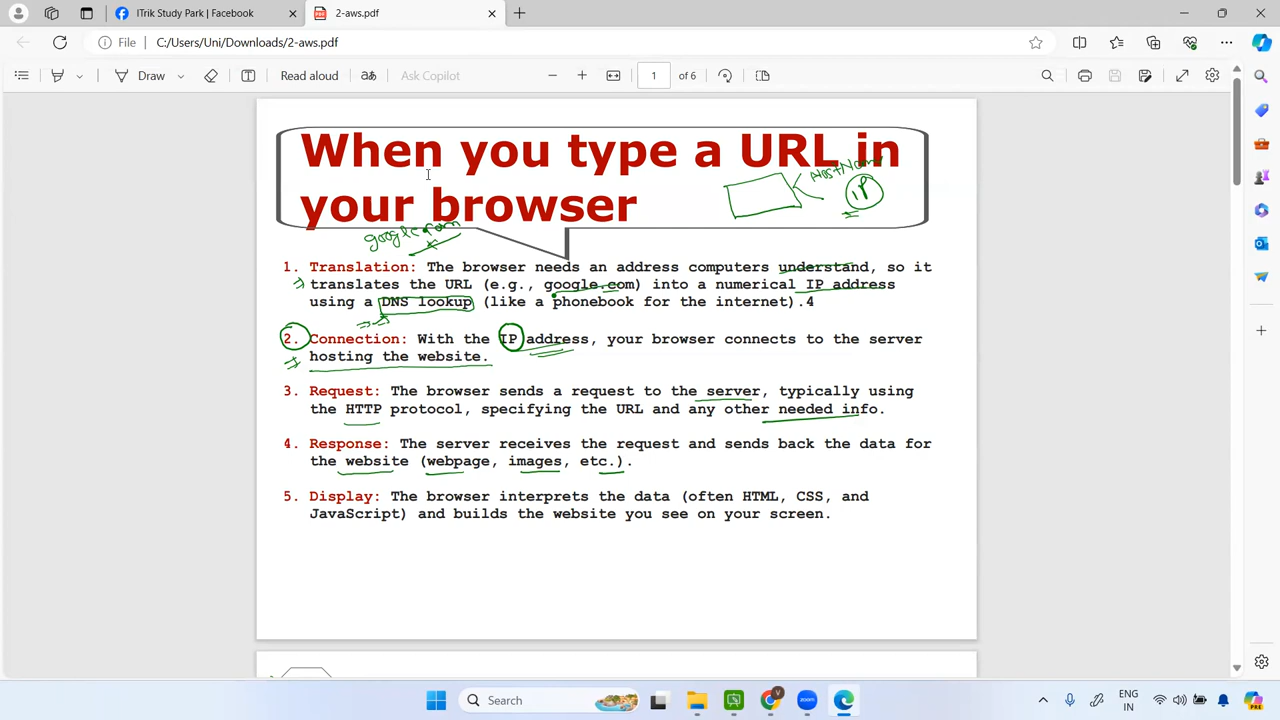 ITrik Study Park | Facebook
2-aws.pdf
File
C:/Users/Uni/Downloads/2-aws.pdf
Draw
Read aloud
Ask Copilot
1 of 6
When you type a URL in
your browser
HostName
IP
google.com
1. Translation: The browser needs an address computers understand, so it
translates the URL (e.g., google.com) into a numerical IP address
using a DNS lookup (like a phonebook for the internet).4
2. Connection: With the IP address, your browser connects to the server
hosting the website.
3. Request: The browser sends a request to the server, typically using
the HTTP protocol, specifying the URL and any other needed info.
4. Response: The server receives the request and sends back the data for
the website (webpage, images, etc.).
5. Display: The browser interprets the data (often HTML, CSS, and
JavaScript) and builds the website you see on your screen.
Search
ENG
IN